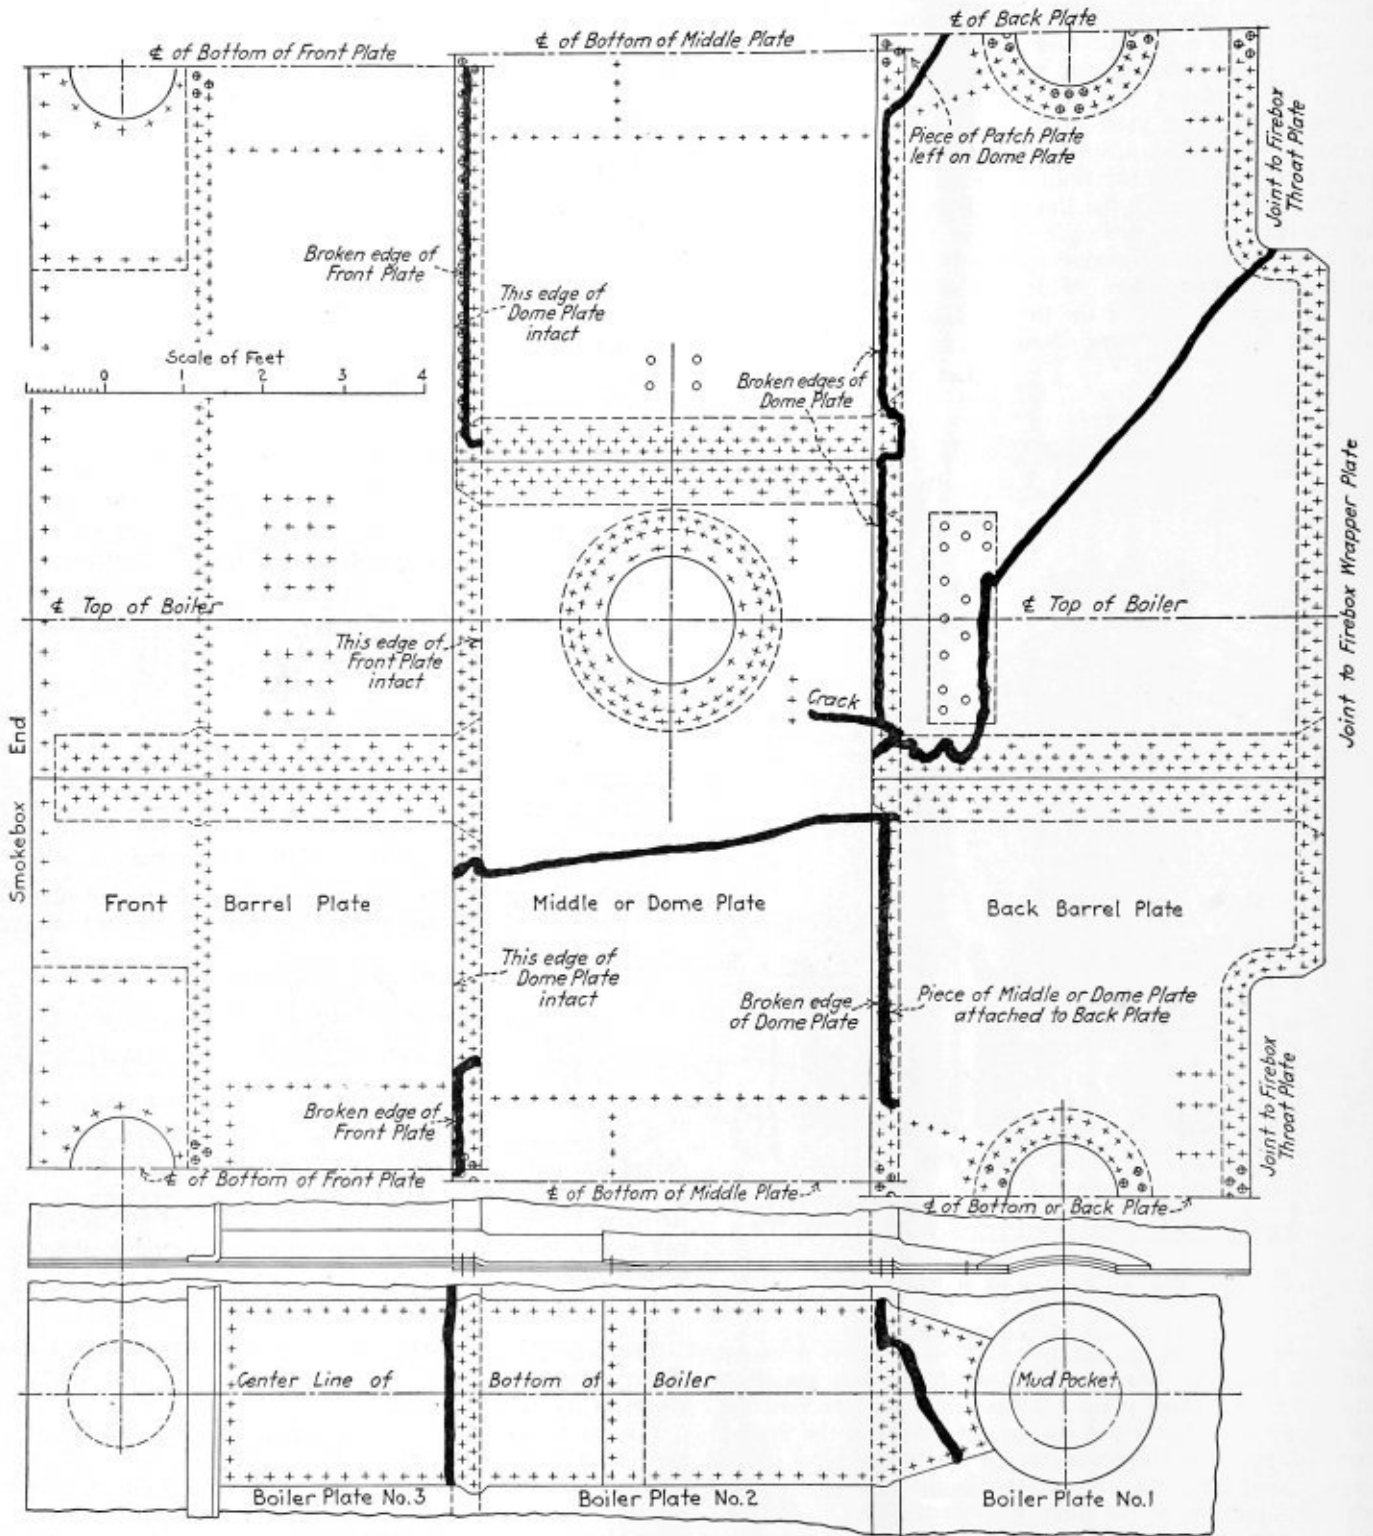 ℄ of Back Plate
℄ of Bottom of Front Plate
℄ of Bottom of Middle Plate
Piece of Patch Plate
left on Dome Plate
Joint to Firebox
Throat Plate
Broken edge of
Front Plate
This edge of
Dome Plate
intact
Scale of Feet
0 1 2 3 4
Broken edges of
Dome Plate
Joint to Firebox Wrapper Plate
℄ Top of Boiler
℄ Top of Boiler
This edge of
Front Plate
intact
Crack
Smokebox End
Front Barrel Plate
Middle or Dome Plate
Back Barrel Plate
This edge of
Dome Plate
intact
Broken edge
of Dome Plate
Piece of Middle or Dome Plate
attached to Back Plate
Joint to Firebox
Throat Plate
Broken edge of
Front Plate
℄ of Bottom of Front Plate
℄ of Bottom of Middle Plate
℄ of Bottom or Back Plate
Center Line of Bottom of Boiler
Mud Pocket
Boiler Plate No.3
Boiler Plate No.2
Boiler Plate No.1